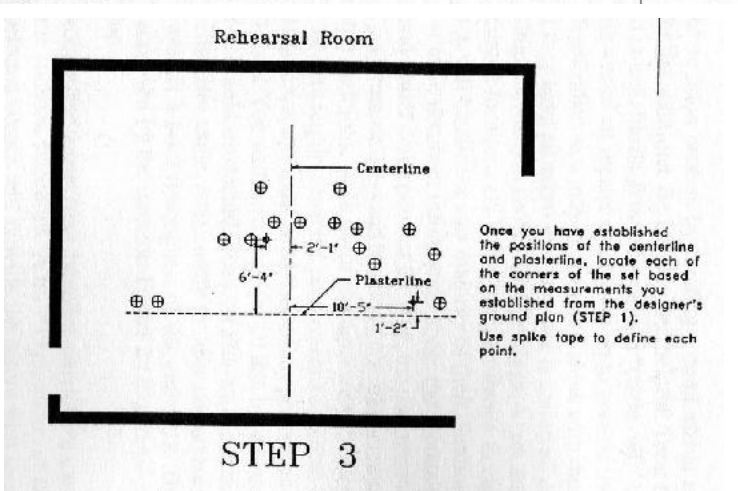 Rehearsal Room
Centerline
2'-1"
6'-4"
Plasterline
10'-5"
1'-2"
Once you have established
the positions of the centerline
and plasterline, locate each of
the corners of the set based
on the measurements you
established from the designer's
ground plan (STEP 1).
Use spike tape to define each
point.
STEP 3